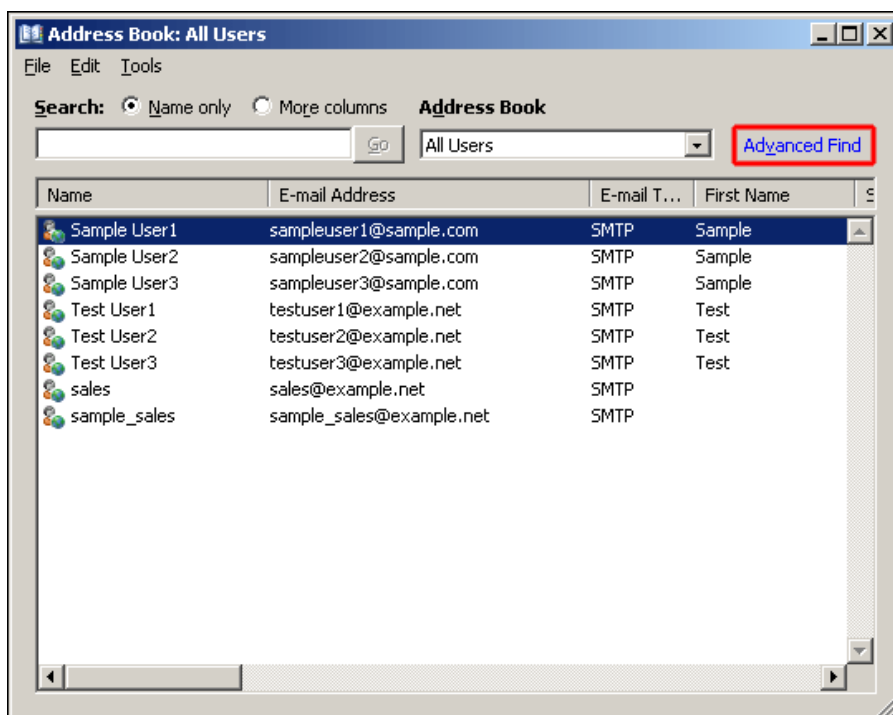 Address Book: All Users
File Edit Tools
Search: Name only More columns Address Book
Go All Users Advanced Find
Name E-mail Address E-mail T... First Name
Sample User1 sampleuser1@sample.com SMTP Sample
Sample User2 sampleuser2@sample.com SMTP Sample
Sample User3 sampleuser3@sample.com SMTP Sample
Test User1 testuser1@example.net SMTP Test
Test User2 testuser2@example.net SMTP Test
Test User3 testuser3@example.net SMTP Test
sales sales@example.net SMTP
sample_sales sample_sales@example.net SMTP